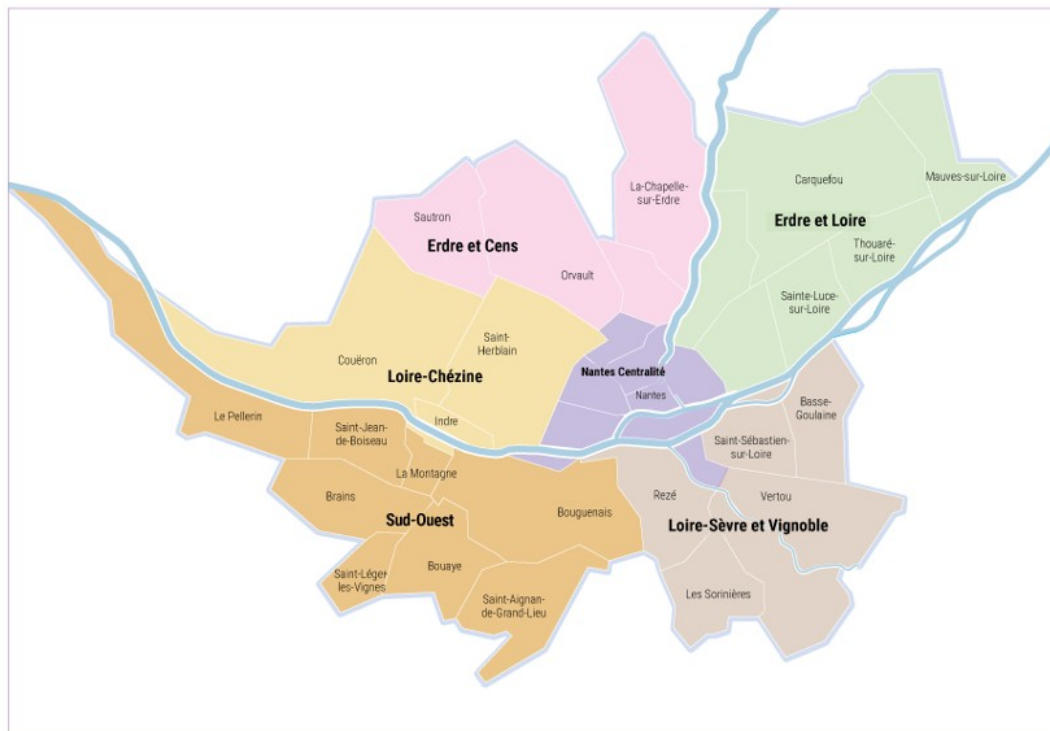 La-Chapelle-
sur-Erdre
Carquefou
Mauves-sur-Loire
Sautron
Erdre et Cens
Erdre et Loire
Orvault
Thouaré-
sur-Loire
Sainte-Luce-
sur-Loire
Saint-
Herblain
Couëron
Loire-Chézine
Nantes Centralité
Nantes
Basse-
Goulaine
Indre
Le Pellerin
Saint-Jean-
de-Boiseau
Saint-Sébastien-
sur-Loire
La Montagne
Brains
Rezé
Vertou
Sud-Ouest
Bouguenais
Loire-Sèvre et Vignoble
Bouaye
Saint-Léger
les-Vignes
Saint-Aignan-
de-Grand-Lieu
Les Sorinières